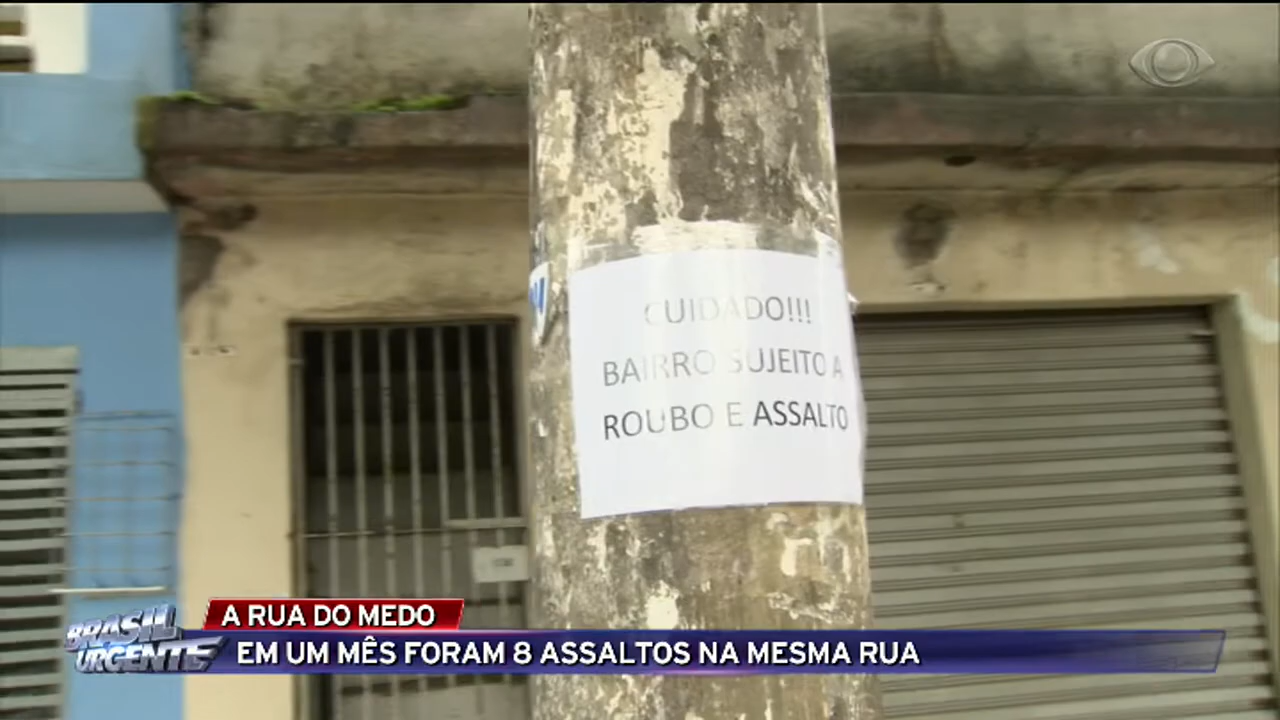 CUIDADO!!!
BAIRRO SUJEITO A
ROUBO E ASSALTO
A RUA DO MEDO
BRASIL
URGENTE
EM UM MÊS FORAM 8 ASSALTOS NA MESMA RUA